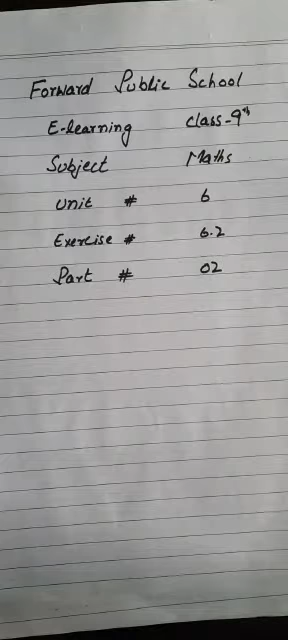 Forward Public School
E-learning class-9th
Subject Maths
Unit # 6
Exercise # 6.2
Part # 02